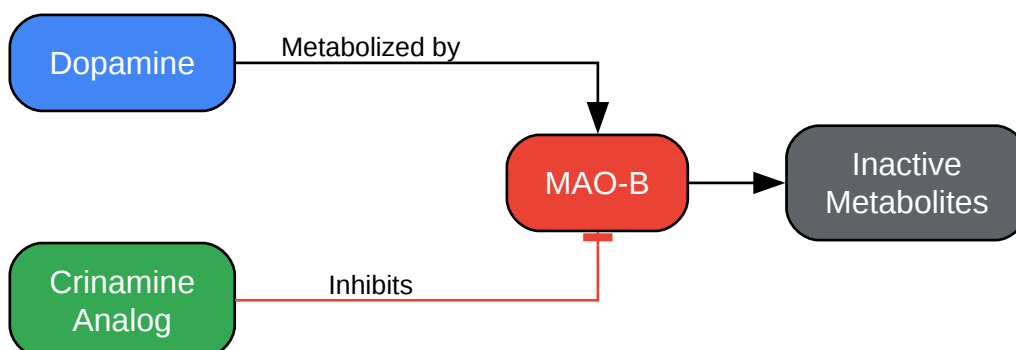 Dopamine
Metabolized by
MAO-B
Inactive
Metabolites
Crinamine
Analog
Inhibits